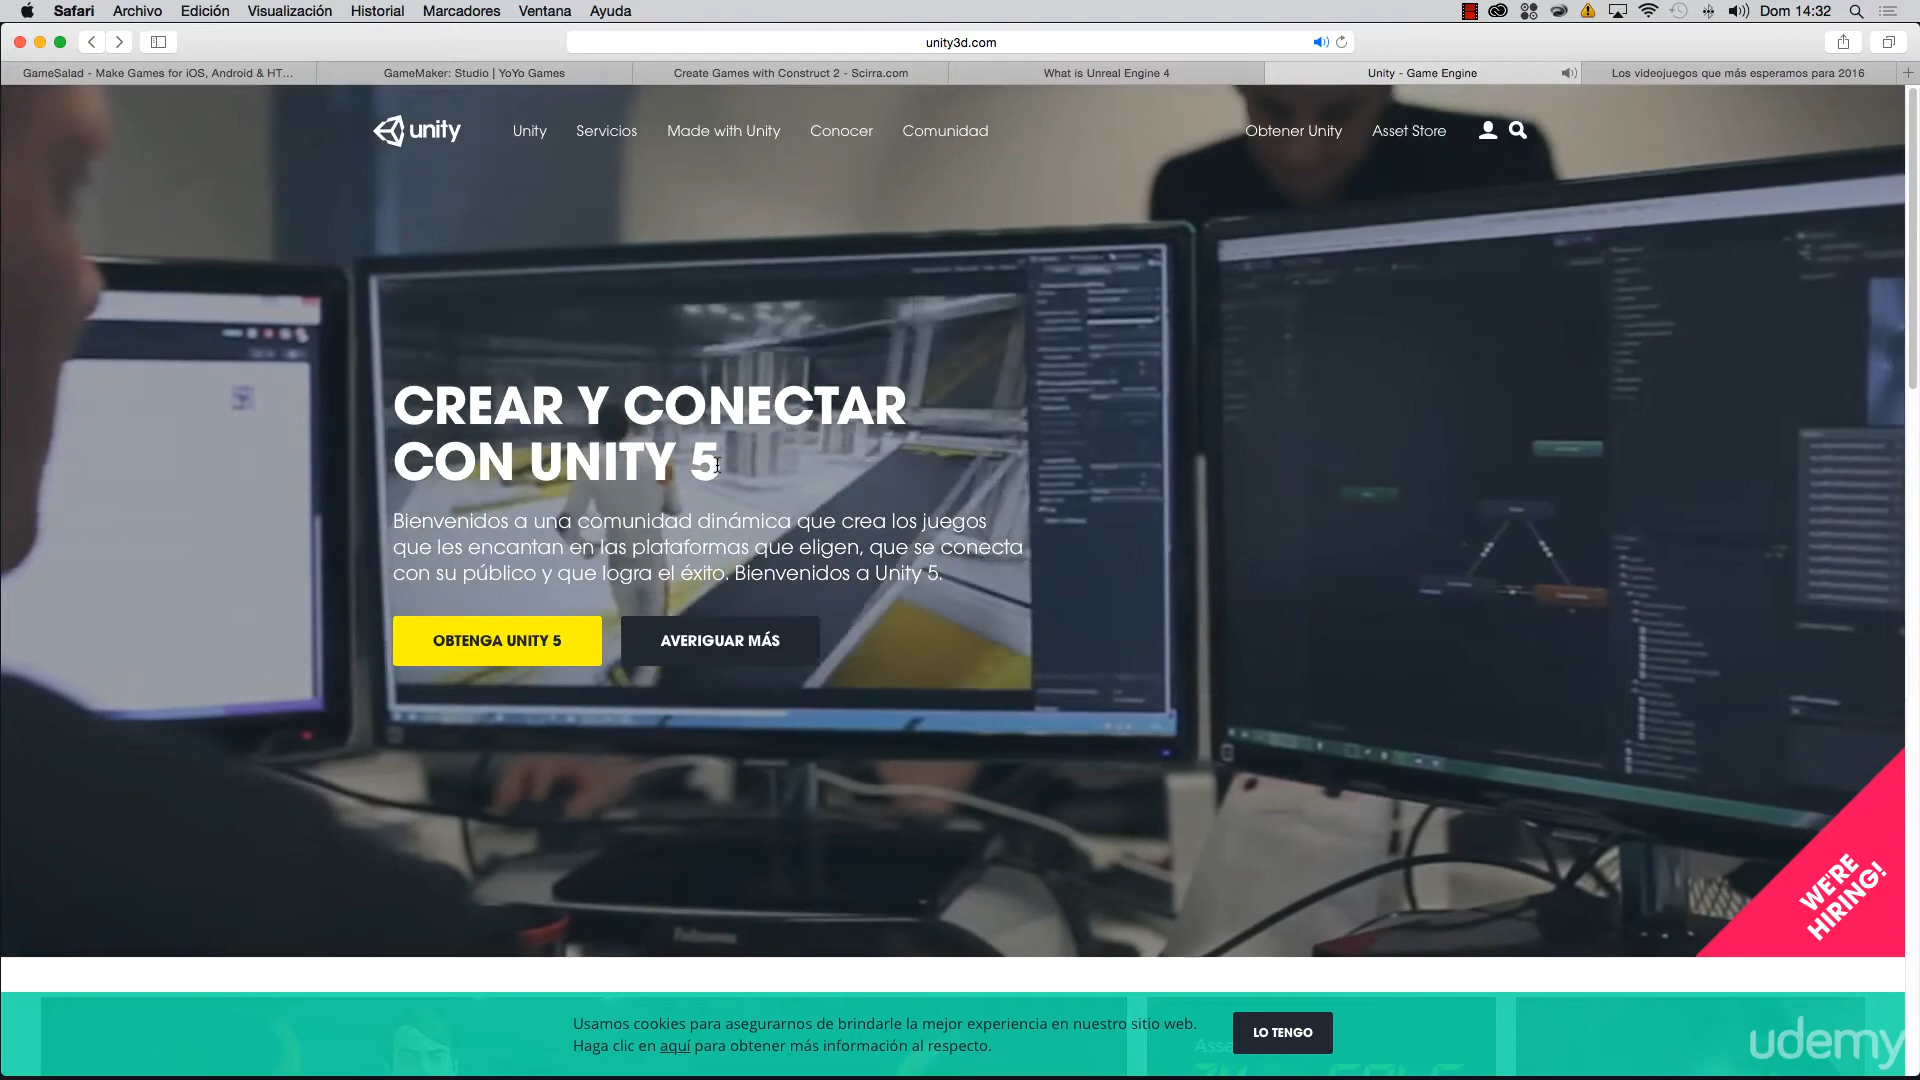 Safari Archivo Edición Visualización Historial Marcadores Ventana Ayuda
Dom 14:32
unity3d.com
GameSalad - Make Games for iOS, Android & HT...
GameMaker: Studio | YoYo Games
Create Games with Construct 2 - Scirra.com
What is Unreal Engine 4
Unity - Game Engine
Los videojuegos que más esperamos para 2016
unity
Unity Servicios Made with Unity Conocer Comunidad
Obtener Unity Asset Store
CREAR Y CONECTAR
CON UNITY 5
Bienvenidos a una comunidad dinámica que crea los juegos
que les encantan en las plataformas que eligen, que se conecta
con su público y que logra el éxito. Bienvenidos a Unity 5.
OBTENGA UNITY 5
AVERIGUAR MÁS
WE'RE
HIRING!
Usamos cookies para asegurarnos de brindarle la mejor experiencia en nuestro sitio web.
Haga clic en aquí para obtener más información al respecto.
LO TENGO
udemy